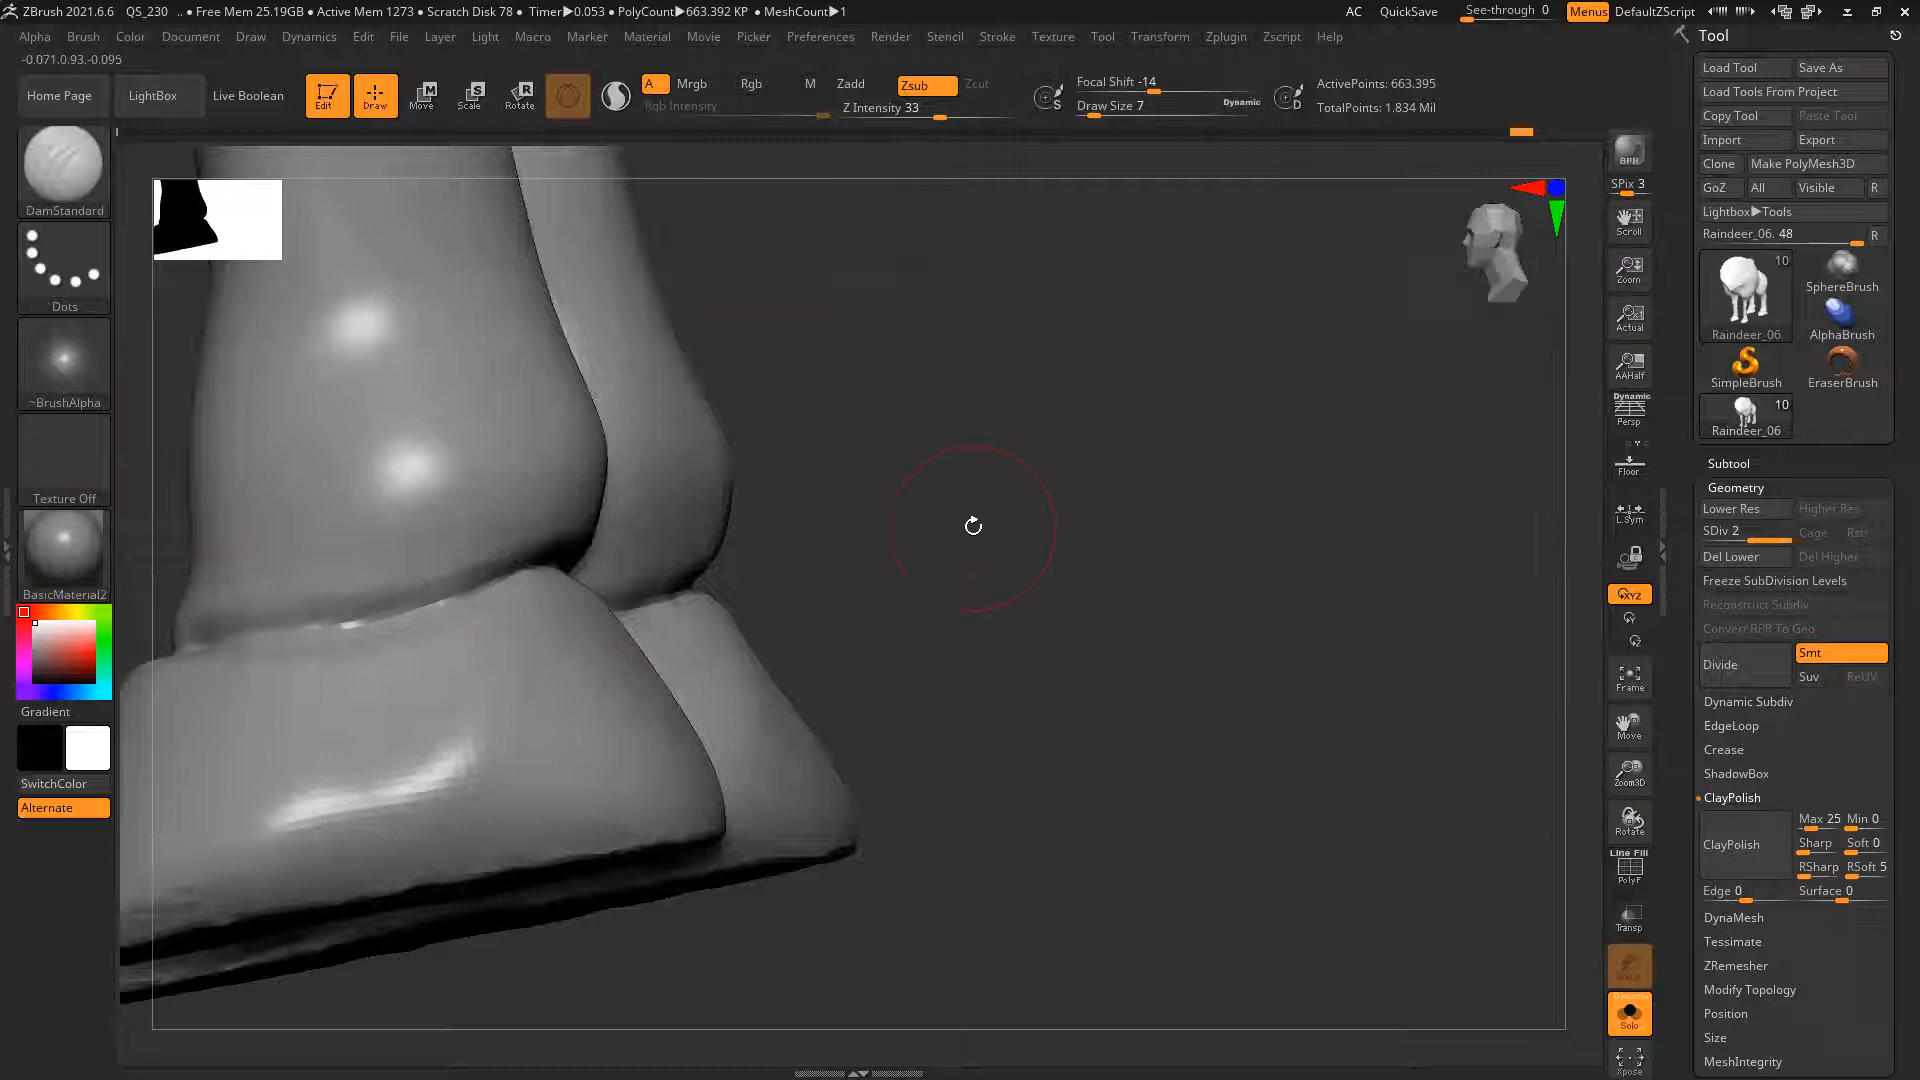 ZBrush 2021.6.6 QS_230 .. • Free Mem 25.19GB • Active Mem 1273 • Scratch Disk 78 • Timer▶0.053 • PolyCount▶663.392 KP • MeshCount▶1 AC QuickSave See-through 0 Menus DefaultZScript
Alpha Brush Color Document Draw Dynamics Edit File Layer Light Macro Marker Material Movie Picker Preferences Render Stencil Stroke Texture Tool Transform Zplugin Zscript Help
-0.071,0.93,-0.095
Home Page LightBox Live Boolean Edit Draw Move Scale Rotate
A Mrgb Rgb M Zadd Zsub Zcut
Rgb Intensity Z Intensity 33
S Focal Shift -14
Draw Size 7 Dynamic
D ActivePoints: 663,395
TotalPoints: 1.834 Mil
DamStandard
Dots
~BrushAlpha
Texture Off
BasicMaterial2
Gradient
SwitchColor
Alternate
BPR
SPix 3
Scroll
Zoom
Actual
AAHalf
Dynamic
Persp
Floor
L.Sym
XYZ
Frame
Move
Zoom3D
Rotate
Line Fill
PolyF
Transp
Dynamic
Solo
Xpose
Tool
Load Tool Save As
Load Tools From Project
Copy Tool Paste Tool
Import Export
Clone Make PolyMesh3D
GoZ All Visible R
Lightbox▶Tools
Raindeer_06. 48 R
10
Raindeer_06 SphereBrush
AlphaBrush
SimpleBrush EraserBrush
10
Raindeer_06
Subtool
Geometry
Lower Res Higher Res
SDiv 2 Cage Rstr
Del Lower Del Higher
Freeze SubDivision Levels
Reconstruct Subdiv
Convert BPR To Geo
Divide Smt
Suv ReUV
Dynamic Subdiv
EdgeLoop
Crease
ShadowBox
ClayPolish
ClayPolish Max 25 Min 0
Sharp Soft 0
RSharp RSoft 5
Edge 0 Surface 0
DynaMesh
Tessimate
ZRemesher
Modify Topology
Position
Size
MeshIntegrity